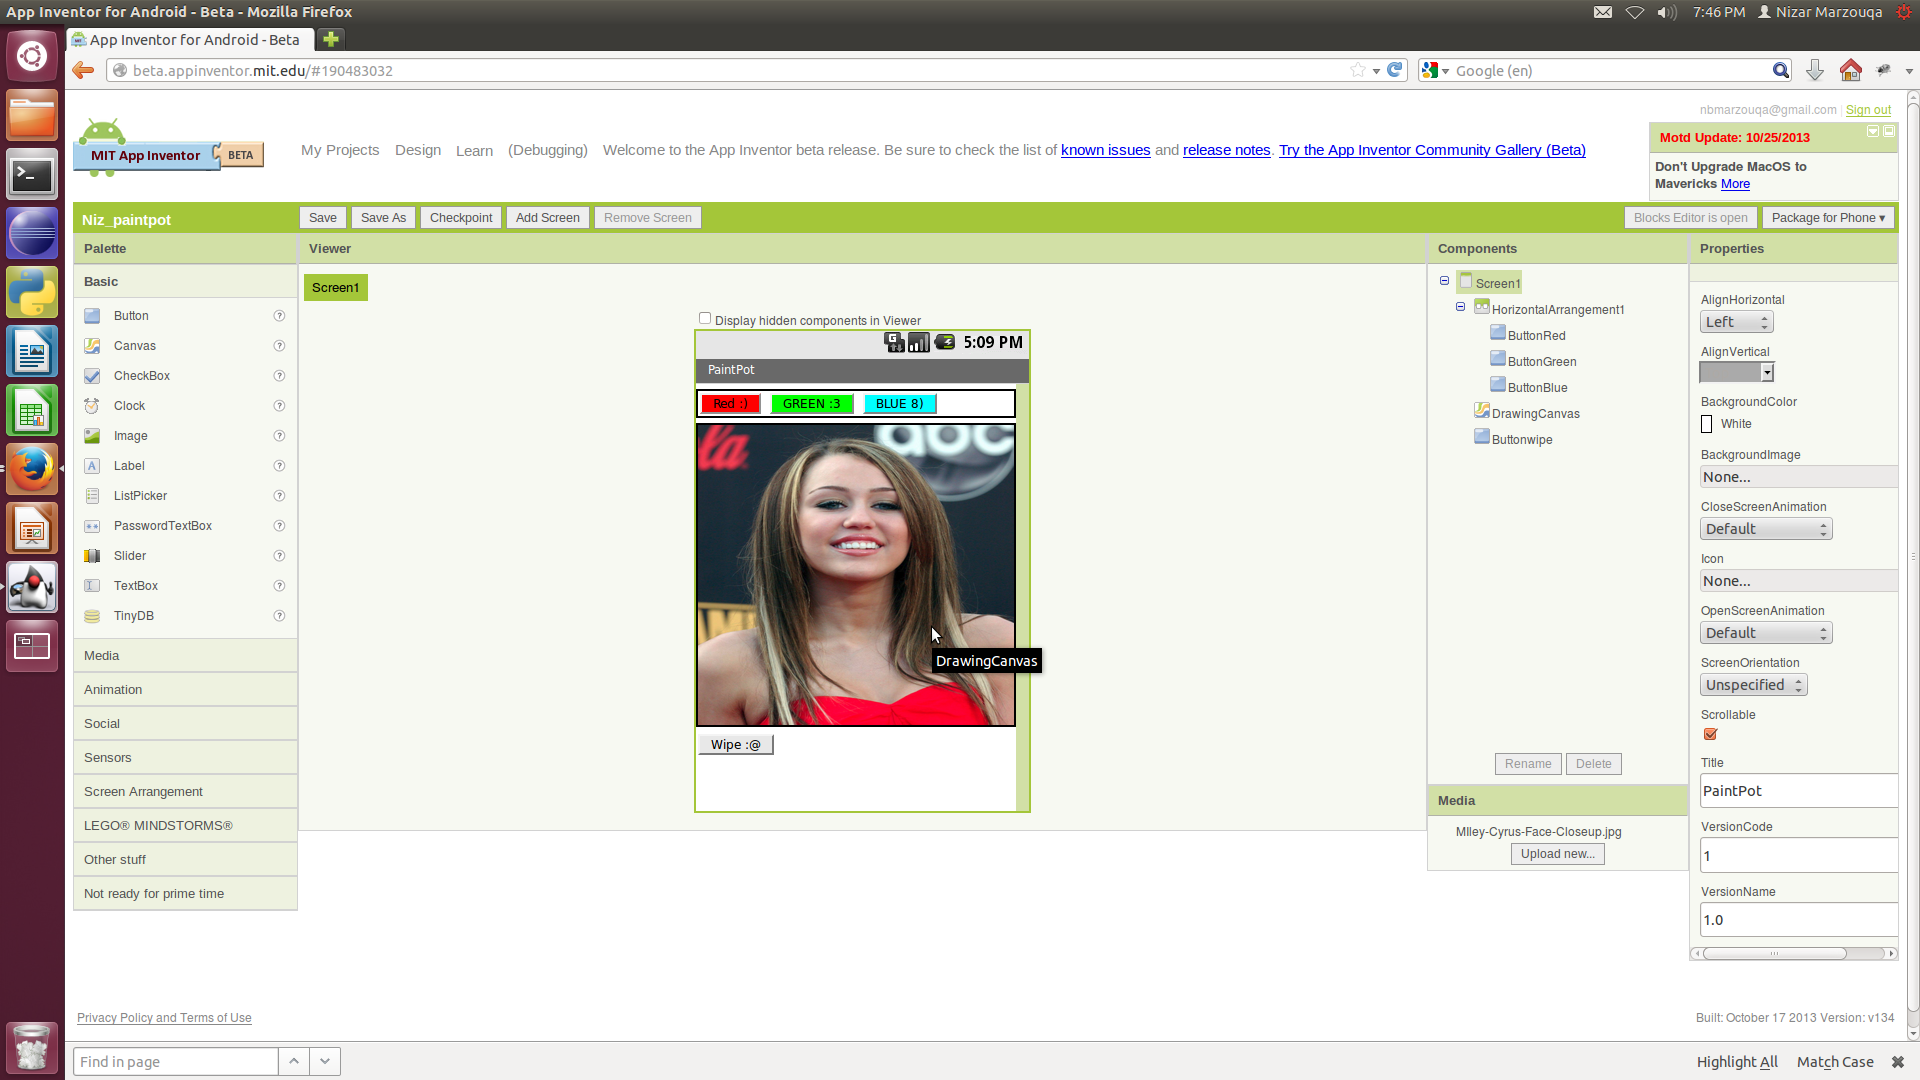 App Inventor for Android - Beta - Mozilla Firefox
7:46 PM Nizar Marzouqa
App Inventor for Android - Beta
beta.appinventor.mit.edu/#190483032
Google (en)
nbmarzouqa@gmail.com | Sign out
MIT App Inventor BETA
My Projects Design Learn (Debugging) Welcome to the App Inventor beta release. Be sure to check the list of known issues and release notes. Try the App Inventor Community Gallery (Beta)
Motd Update: 10/25/2013
Don't Upgrade MacOS to
Mavericks More
Niz_paintpot
Save Save As Checkpoint Add Screen Remove Screen Blocks Editor is open Package for Phone ▾
Palette
Basic
Button ?
Canvas ?
CheckBox ?
Clock ?
Image ?
Label ?
ListPicker ?
PasswordTextBox ?
Slider ?
TextBox ?
TinyDB ?
Media
Animation
Social
Sensors
Screen Arrangement
LEGO® MINDSTORMS®
Other stuff
Not ready for prime time
Viewer
Screen1
Display hidden components in Viewer
5:09 PM
PaintPot
Red :) GREEN :3 BLUE 8)
abc
DrawingCanvas
Wipe :@
Components
Screen1
HorizontalArrangement1
ButtonRed
ButtonGreen
ButtonBlue
DrawingCanvas
Buttonwipe
Rename Delete
Media
MIley-Cyrus-Face-Closeup.jpg
Upload new...
Properties
AlignHorizontal
Left
AlignVertical
BackgroundColor
White
BackgroundImage
None...
CloseScreenAnimation
Default
Icon
None...
OpenScreenAnimation
Default
ScreenOrientation
Unspecified
Scrollable
Title
PaintPot
VersionCode
1
VersionName
1.0
Privacy Policy and Terms of Use
Built: October 17 2013 Version: v134
Find in page
Highlight All Match Case